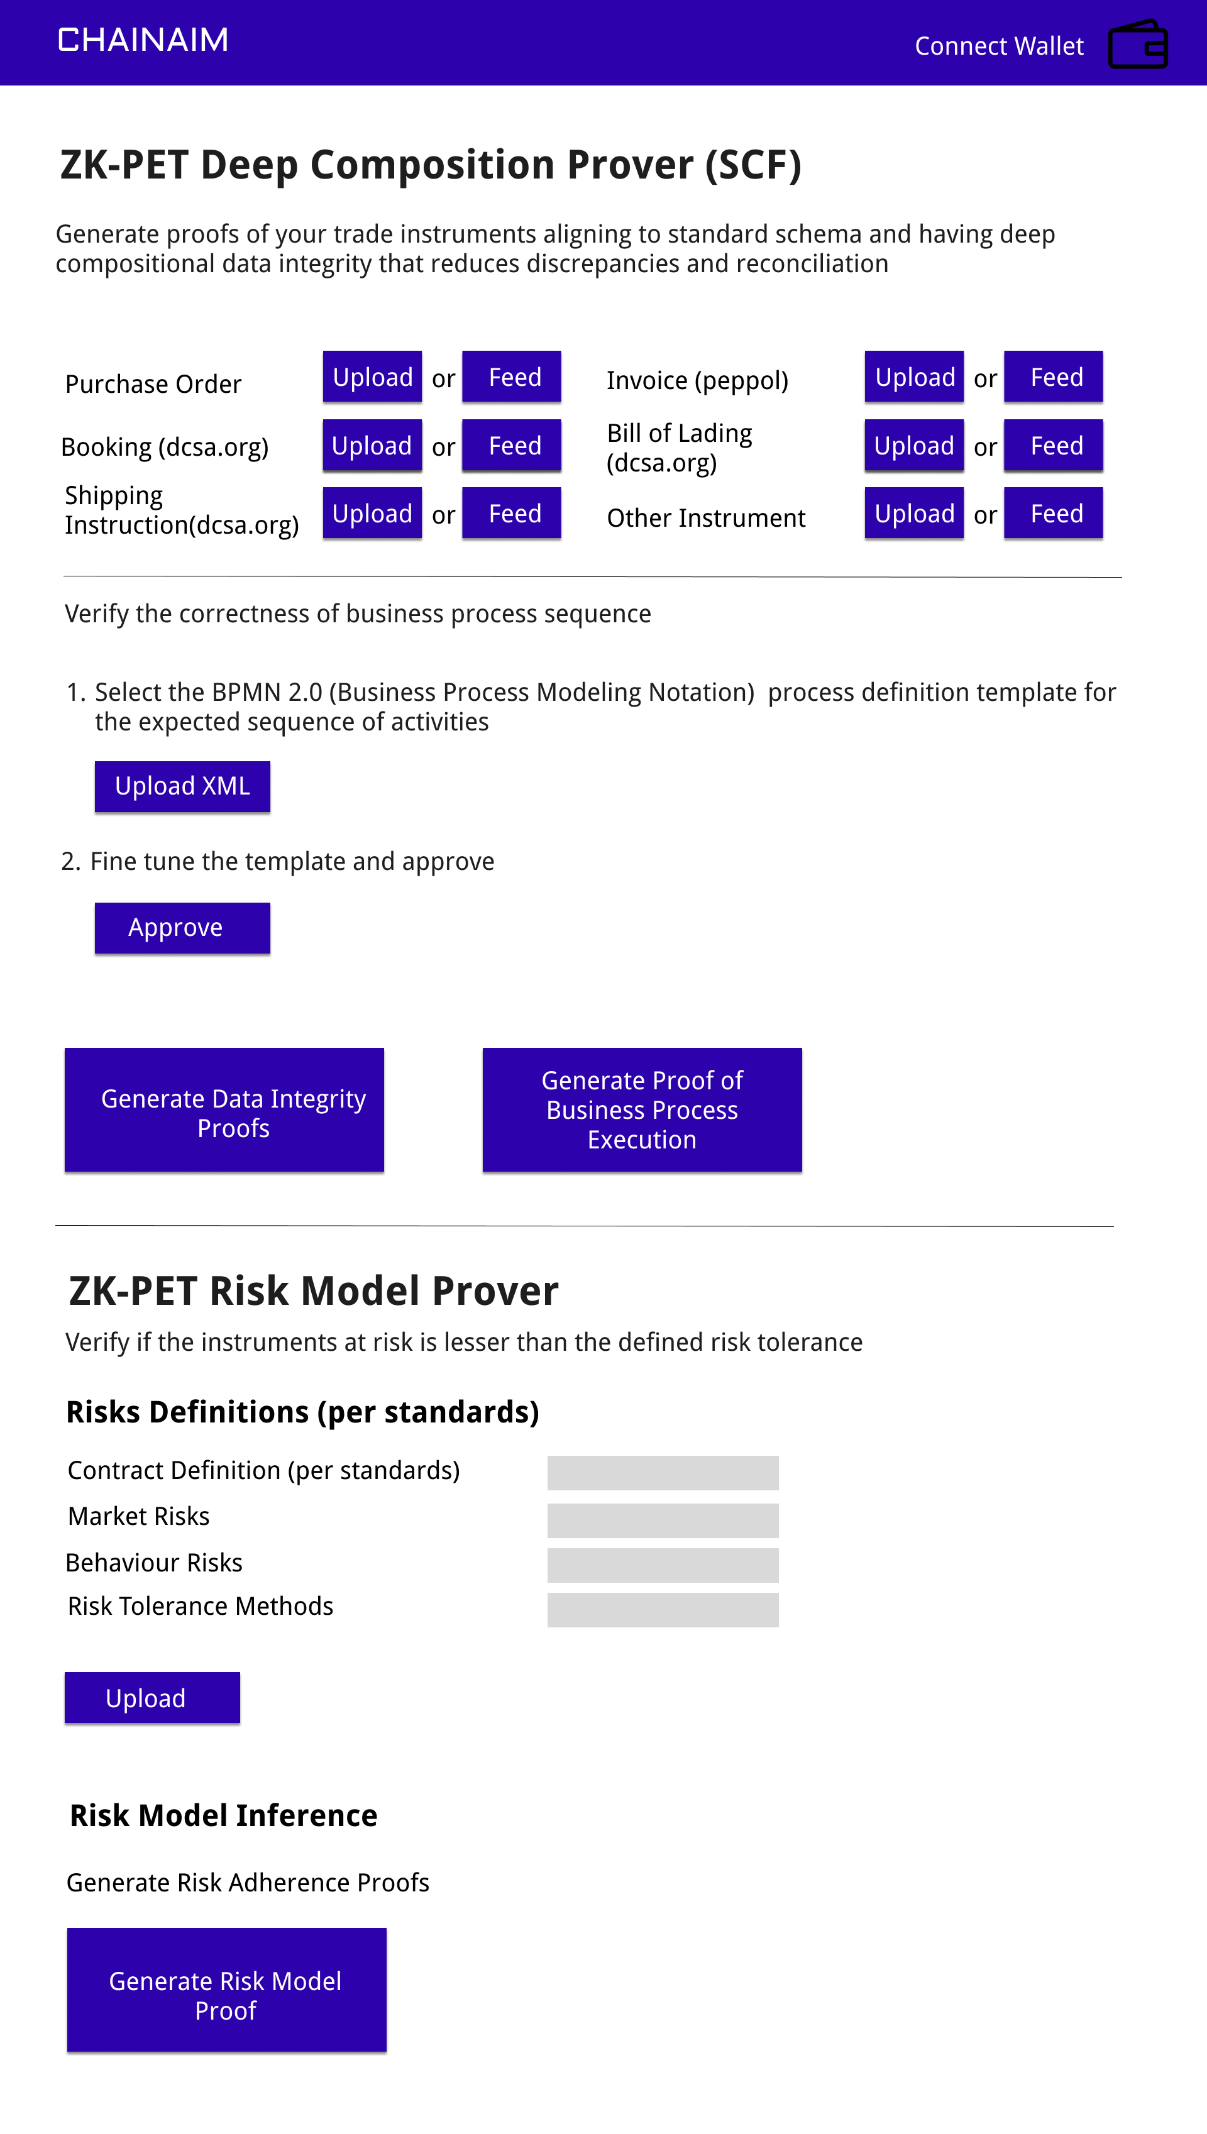 CHAINAIM
Connect Wallet
ZK-PET Deep Composition Prover (SCF)
Generate proofs of your trade instruments aligning to standard schema and having deep
compositional data integrity that reduces discrepancies and reconciliation
Purchase Order Upload or Feed Invoice (peppol) Upload or Feed
Booking (dcsa.org) Upload or Feed Bill of Lading
(dcsa.org) Upload or Feed
Shipping
Instruction(dcsa.org) Upload or Feed Other Instrument Upload or Feed
Verify the correctness of business process sequence
1. Select the BPMN 2.0 (Business Process Modeling Notation)  process definition template for
the expected sequence of activities
Upload XML
2. Fine tune the template and approve
Approve
Generate Data Integrity
Proofs
Generate Proof of
Business Process
Execution
ZK-PET Risk Model Prover
Verify if the instruments at risk is lesser than the defined risk tolerance
Risks Definitions (per standards)
Contract Definition (per standards)
Market Risks
Behaviour Risks
Risk Tolerance Methods
Upload
Risk Model Inference
Generate Risk Adherence Proofs
Generate Risk Model
Proof